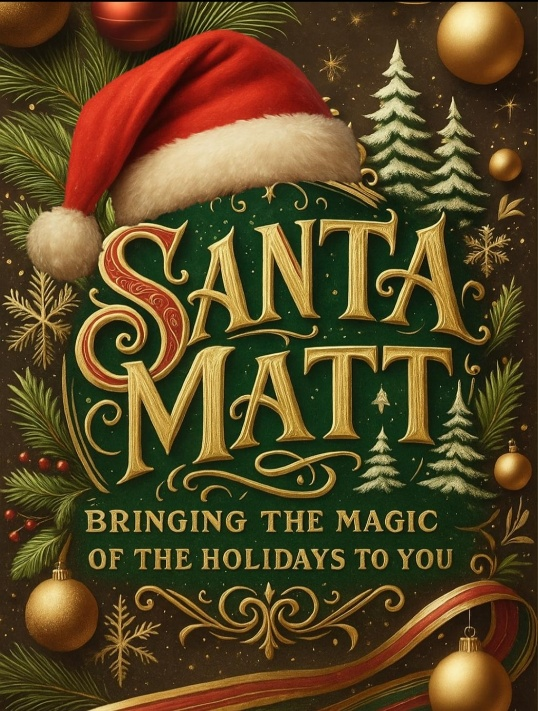 SANTA
MATT
BRINGING THE MAGIC
OF THE HOLIDAYS TO YOU